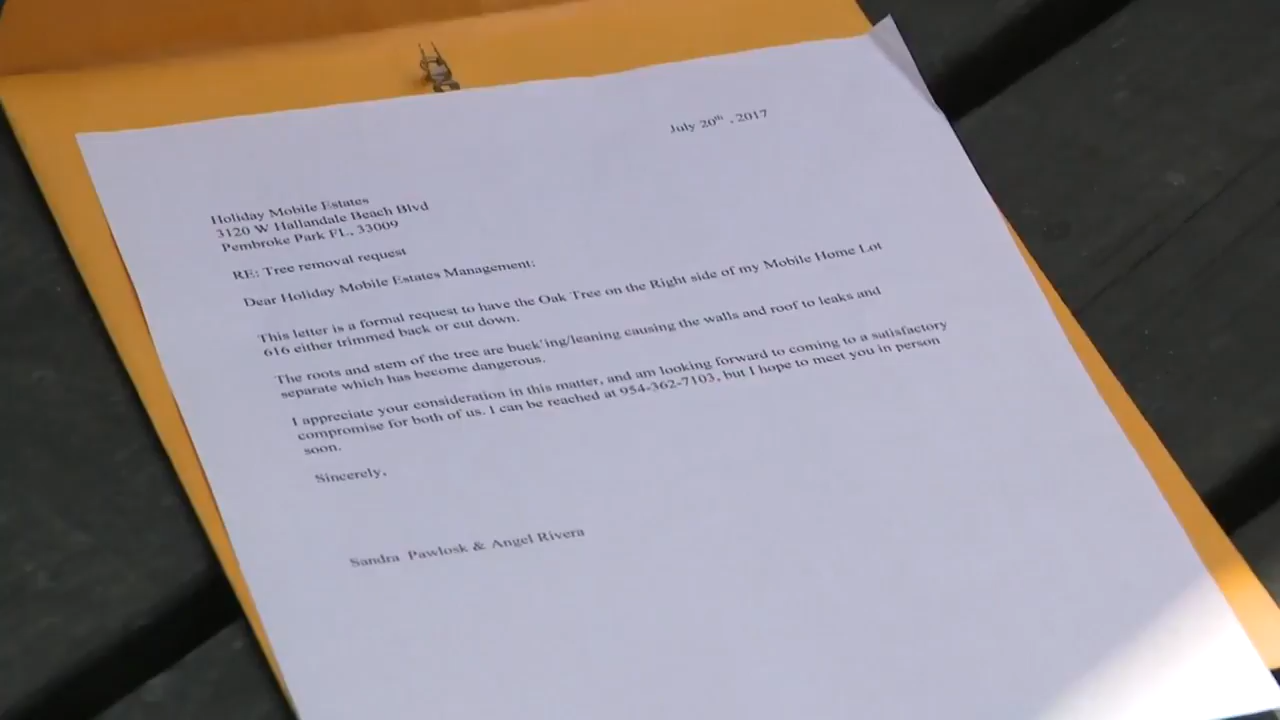 July 20th , 2017
Holiday Mobile Estates
3120 W Hallandale Beach Blvd
Pembroke Park FL, 33009
RE: Tree removal request
Dear Holiday Mobile Estates Management:
This letter is a formal request to have the Oak Tree on the Right side of my Mobile Home Lot
616 either trimmed back or cut down.
The roots and stem of the tree are buck'ing/leaning causing the walls and roof to leaks and
separate which has become dangerous.
I appreciate your consideration in this matter, and am looking forward to coming to a satisfactory
compromise for both of us. I can be reached at 954-362-7103, but I hope to meet you in person
soon.
Sincerely,
Sandra Pawlosk & Angel Rivera